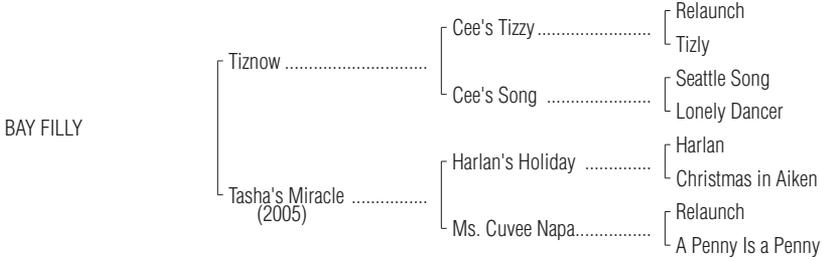 Relaunch
Cee's Tizzy
Tizly
Tiznow
Seattle Song
Cee's Song
Lonely Dancer
BAY FILLY
Harlan
Harlan's Holiday
Christmas in Aiken
Tasha's Miracle
(2005)
Relaunch
Ms. Cuvee Napa
A Penny Is a Penny